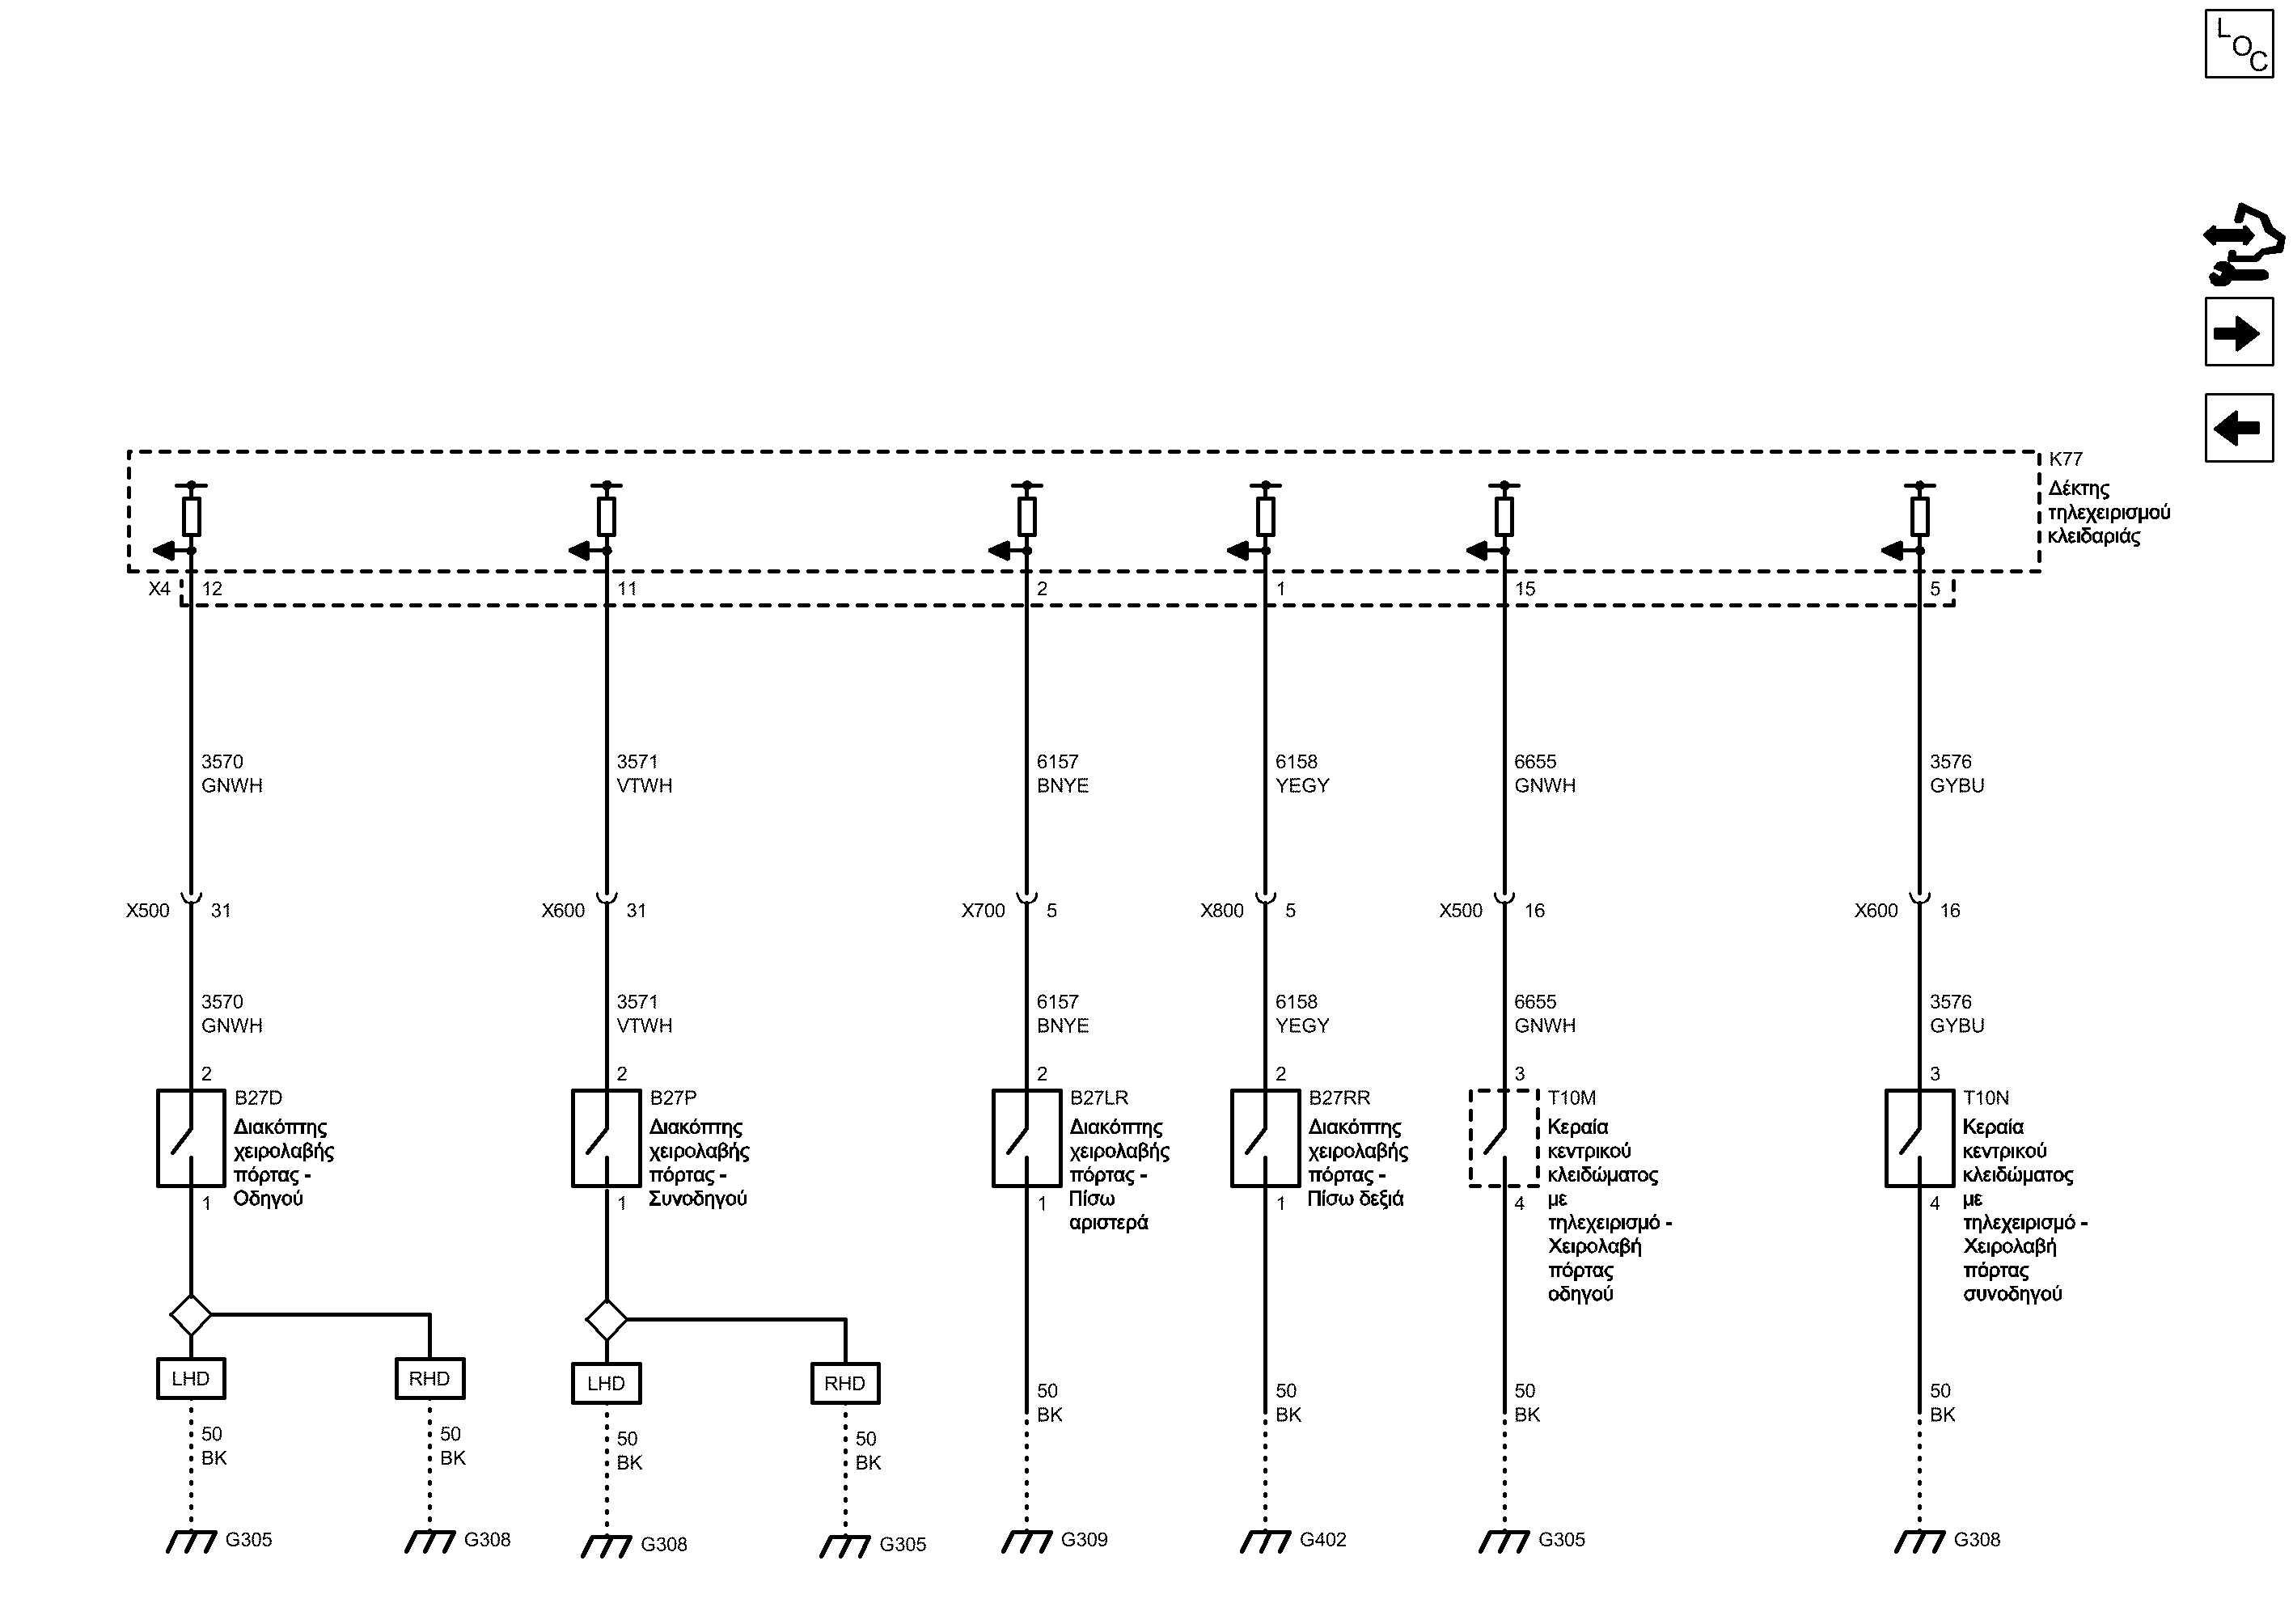 LOC
K77
Δέκτης
τηλεχειρισμού
κλειδαριάς
X4 12 11 2 1 15 5
3570 3571 6157 6158 6655 3576
GNWH VTWH BNYE YEGY GNWH GYBU
X500 31 X600 31 X700 5 X800 5 X500 16 X600 16
3570 3571 6157 6158 6655 3576
GNWH VTWH BNYE YEGY GNWH GYBU
2
B27D
Διακόπτης
χειρολαβής
πόρτας -
Οδηγού
1
2
B27P
Διακόπτης
χειρολαβής
πόρτας -
Συνοδηγού
1
2
B27LR
Διακόπτης
χειρολαβής
πόρτας -
Πίσω
αριστερά
1
2
B27RR
Διακόπτης
χειρολαβής
πόρτας -
Πίσω δεξιά
1
3
T10M
Κεραία
κεντρικού
κλειδώματος
με
τηλεχειρισμό -
Χειρολαβή
πόρτας
οδηγού
4
3
T10N
Κεραία
κεντρικού
κλειδώματος
με
τηλεχειρισμό -
Χειρολαβή
πόρτας
συνοδηγού
4
LHD RHD LHD RHD
50 50 50 50 50 50 50 50
BK BK BK BK BK BK BK BK
G305 G308 G308 G305 G309 G402 G305 G308